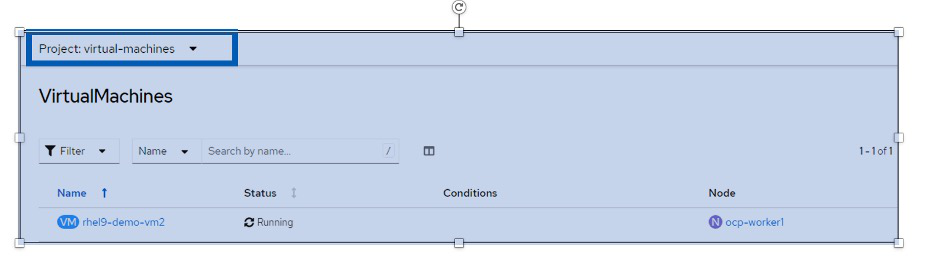 Project: virtual-machines
VirtualMachines
Filter Name Search by name... / 1-1 of 1
Name Status Conditions Node
VM rhel9-demo-vm2 Running N ocp-worker1